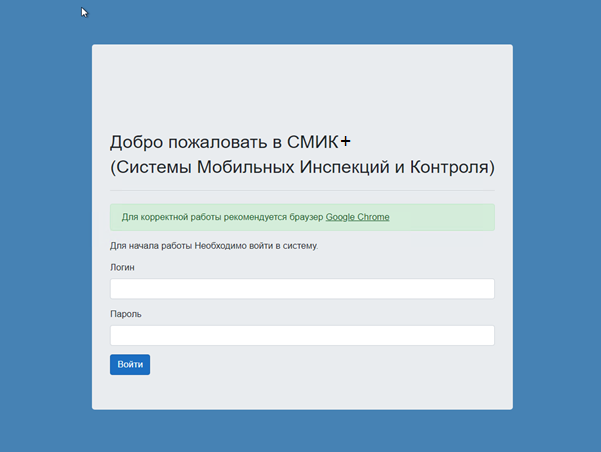 Добро пожаловать в СМИК+
(Системы Мобильных Инспекций и Контроля)
Для корректной работы рекомендуется браузер Google Chrome
Для начала работы Необходимо войти в систему.
Логин
Пароль
Войти